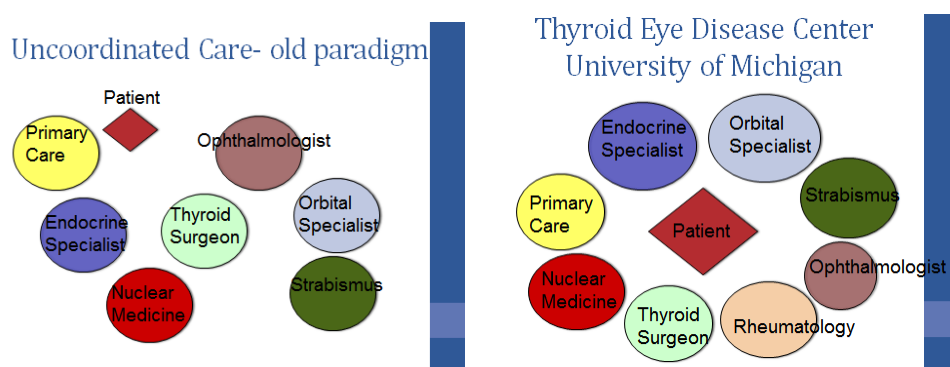 Uncoordinated Care- old paradigm
Patient
Primary
Care
Ophthalmologist
Endocrine
Specialist
Thyroid
Surgeon
Orbital
Specialist
Nuclear
Medicine
Strabismus
Thyroid Eye Disease Center
University of Michigan
Endocrine
Specialist
Orbital
Specialist
Primary
Care
Patient
Strabismus
Nuclear
Medicine
Ophthalmologist
Thyroid
Surgeon
Rheumatology